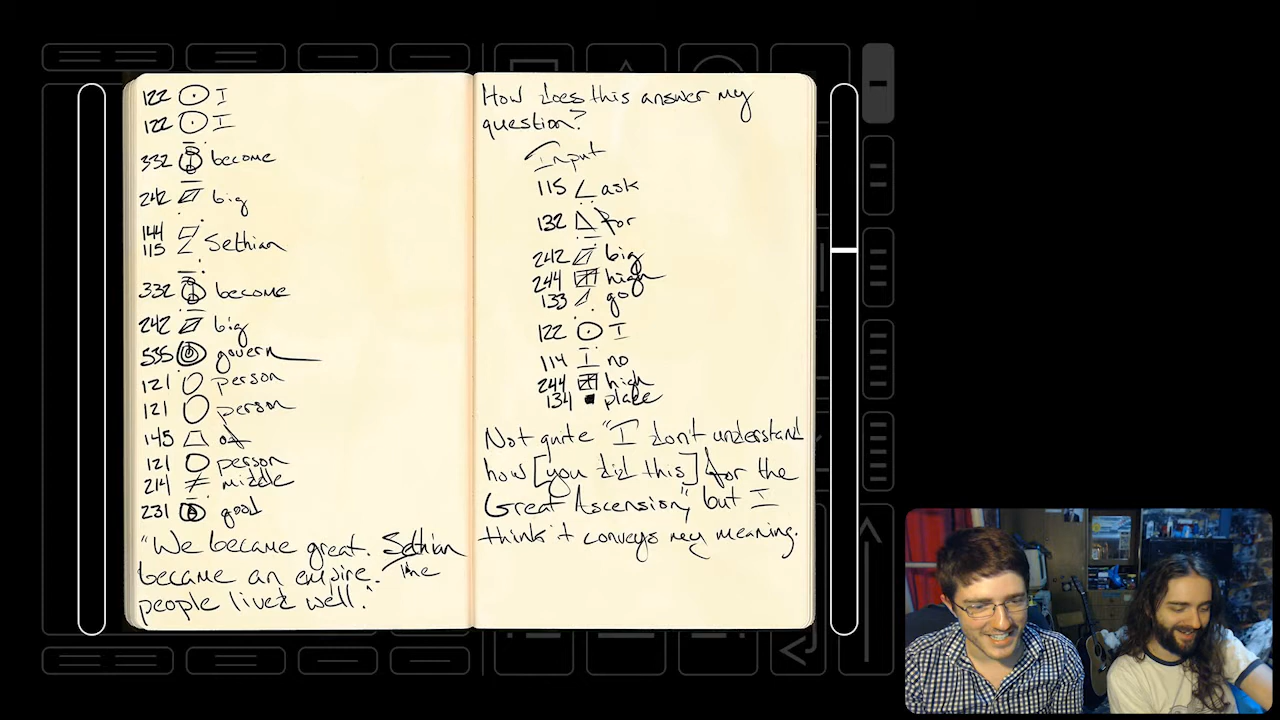 122 I
122 I
332 become
242 big
144
115 Sethian
332 become
242 big
535 govern
121 person
121 person
145 of
121 person
214 middle
231 good
"We became great. Sethian
became an empire. The
people lived well."
How does this answer my
question?
Input
115 ask
132 for
242 big
244 high
133 go
122 I
114 no
244 high
134 place
Not quite "I don't understand
how [you did this] for the
Great Ascension," but I
think it conveys my meaning.